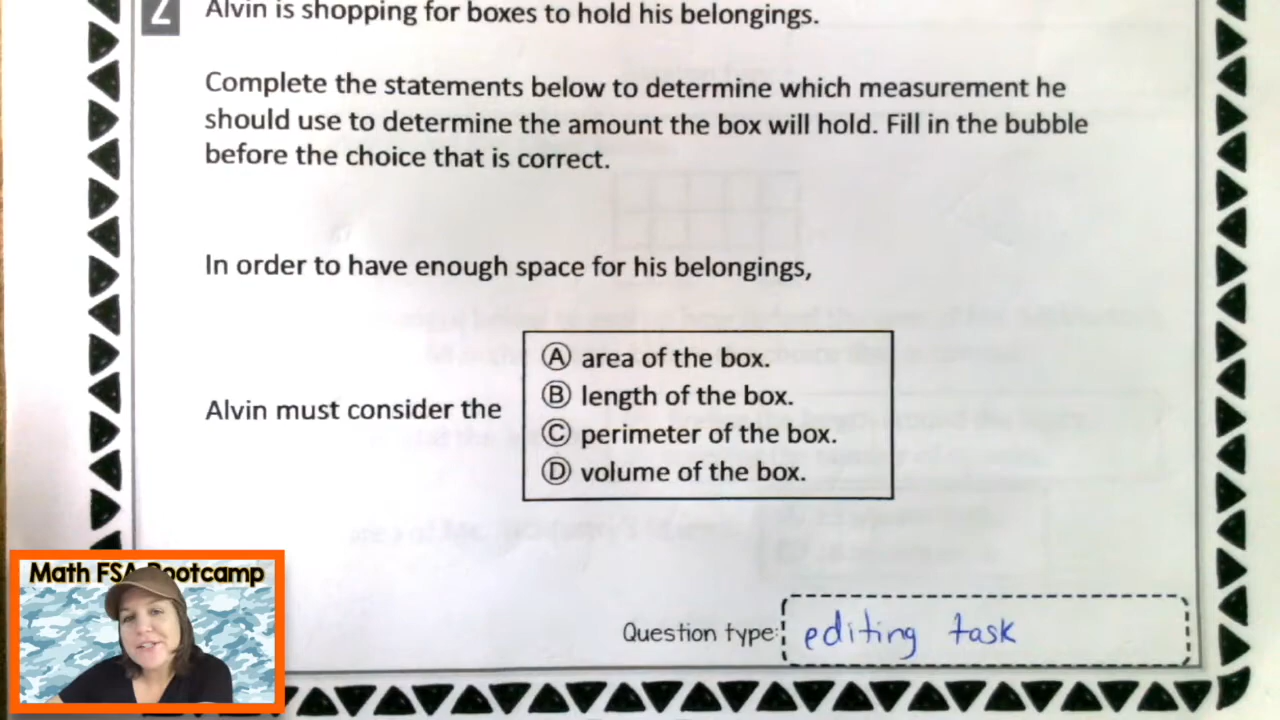 2 Alvin is shopping for boxes to hold his belongings.
Complete the statements below to determine which measurement he
should use to determine the amount the box will hold. Fill in the bubble
before the choice that is correct.
In order to have enough space for his belongings,
Alvin must consider the
Ⓐ area of the box.
Ⓑ length of the box.
Ⓒ perimeter of the box.
Ⓓ volume of the box.
Question type: editing task
Math FSA Bootcamp